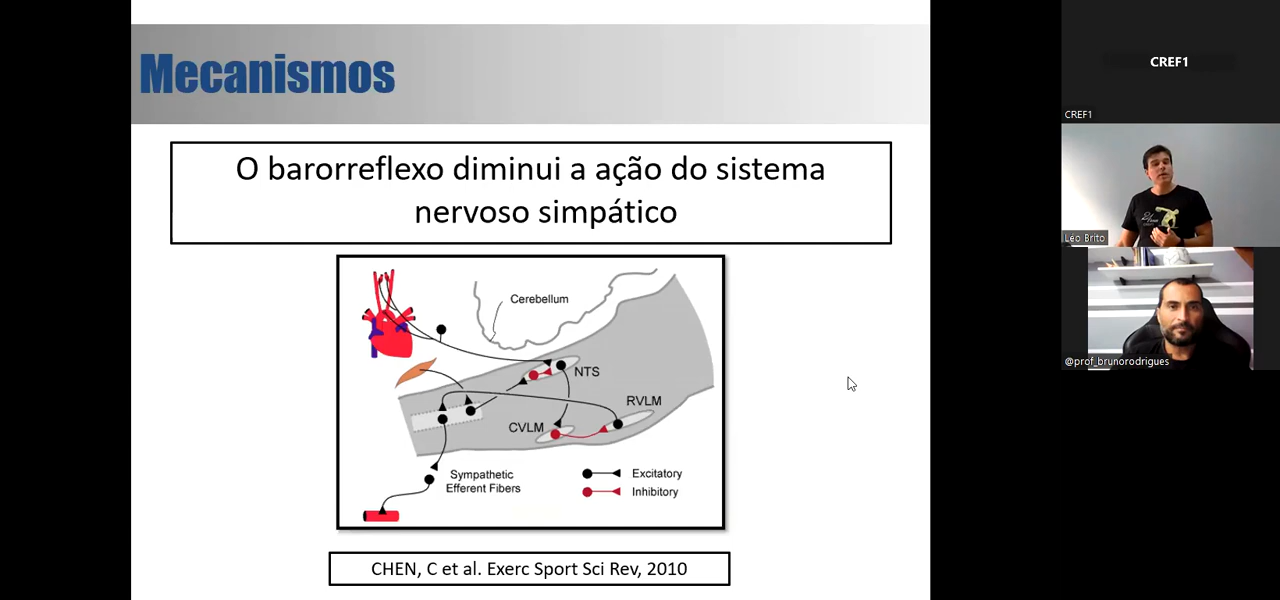 Mecanismos
O barorreflexo diminui a ação do sistema
nervoso simpático
Cerebellum
NTS
RVLM
CVLM
Sympathetic
Efferent Fibers
Excitatory
Inhibitory
CHEN, C et al. Exerc Sport Sci Rev, 2010
CREF1
CREF1
Léo Brito
@prof_brunorodrigues